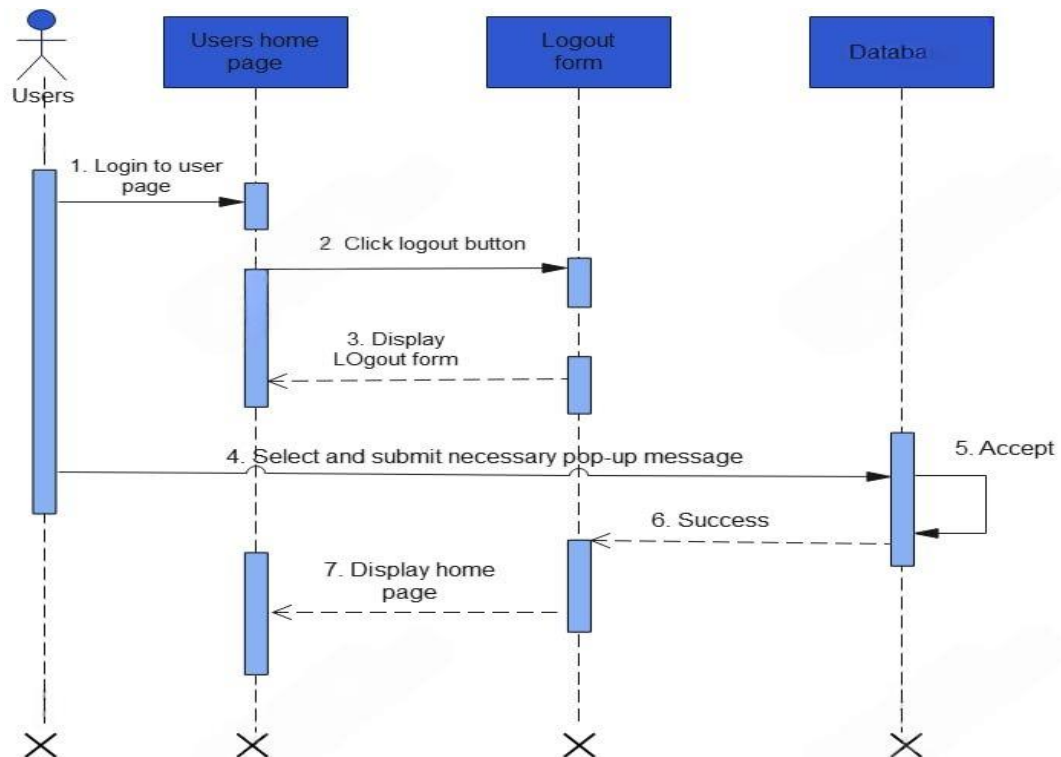 Users
Users home
page
Logout
form
1. Login to user
page
2 Click logout button
3. Display
LOgout form
4. Select and submit necessary pop-up message
5. Accept
6. Success
7. Display home
page